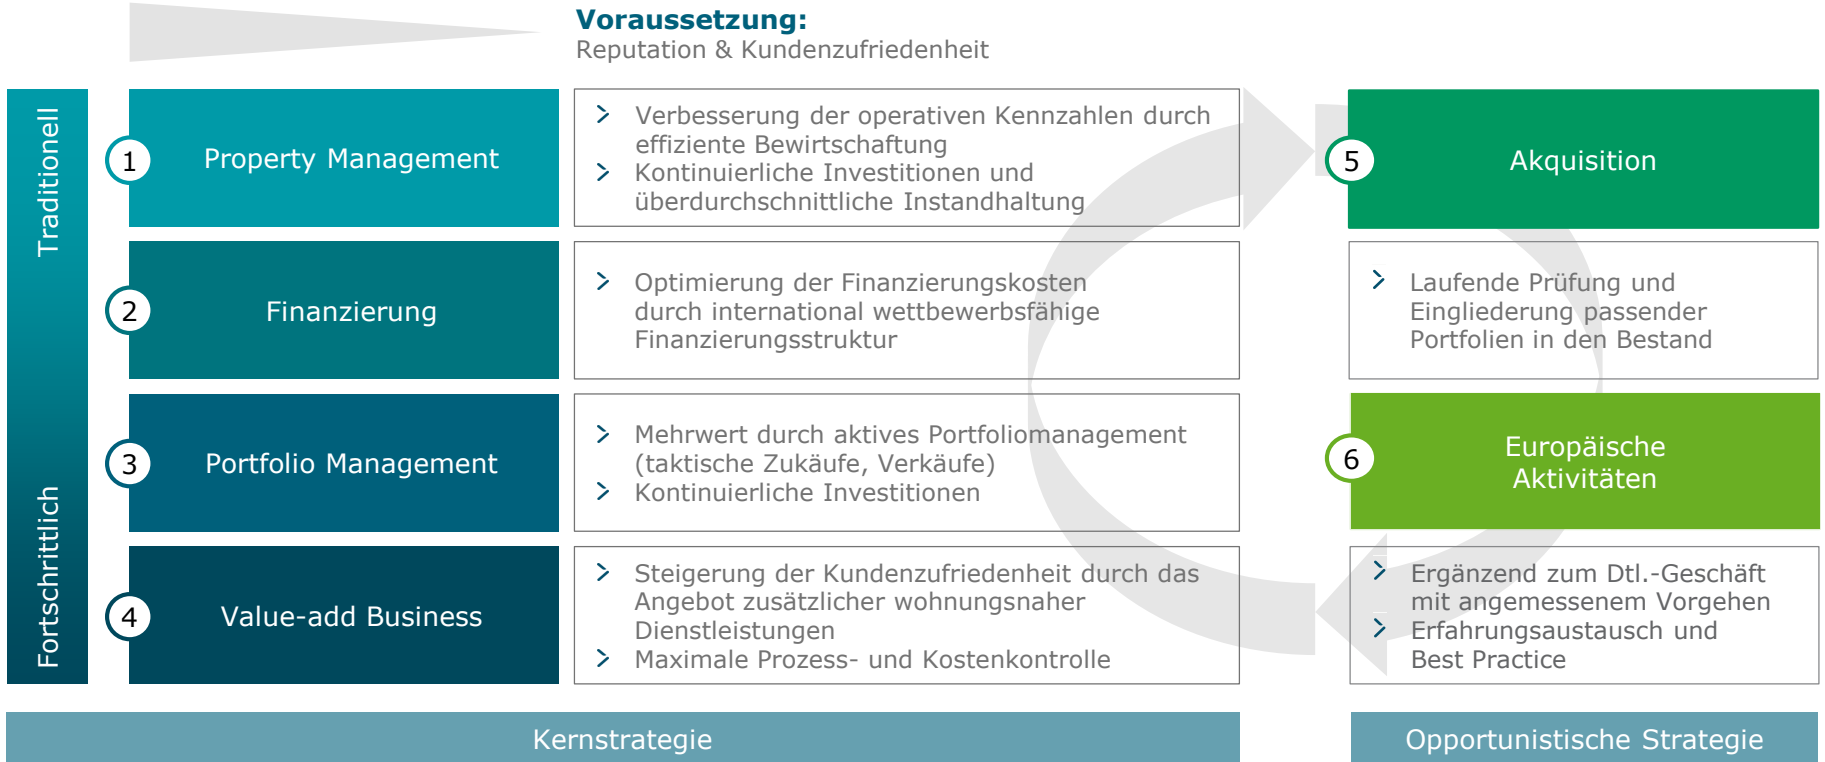 Voraussetzung:
Reputation & Kundenzufriedenheit
Traditionell
Fortschrittlich
1
Property Management
Verbesserung der operativen Kennzahlen durch
effiziente Bewirtschaftung
Kontinuierliche Investitionen und
überdurchschnittliche Instandhaltung
2
Finanzierung
Optimierung der Finanzierungskosten
durch international wettbewerbsfähige
Finanzierungsstruktur
3
Portfolio Management
Mehrwert durch aktives Portfoliomanagement
(taktische Zukäufe, Verkäufe)
Kontinuierliche Investitionen
4
Value-add Business
Steigerung der Kundenzufriedenheit durch das
Angebot zusätzlicher wohnungsnaher
Dienstleistungen
Maximale Prozess- und Kostenkontrolle
Kernstrategie
5
Akquisition
Laufende Prüfung und
Eingliederung passender
Portfolien in den Bestand
6
Europäische
Aktivitäten
Ergänzend zum Dtl.-Geschäft
mit angemessenem Vorgehen
Erfahrungsaustausch und
Best Practice
Opportunistische Strategie